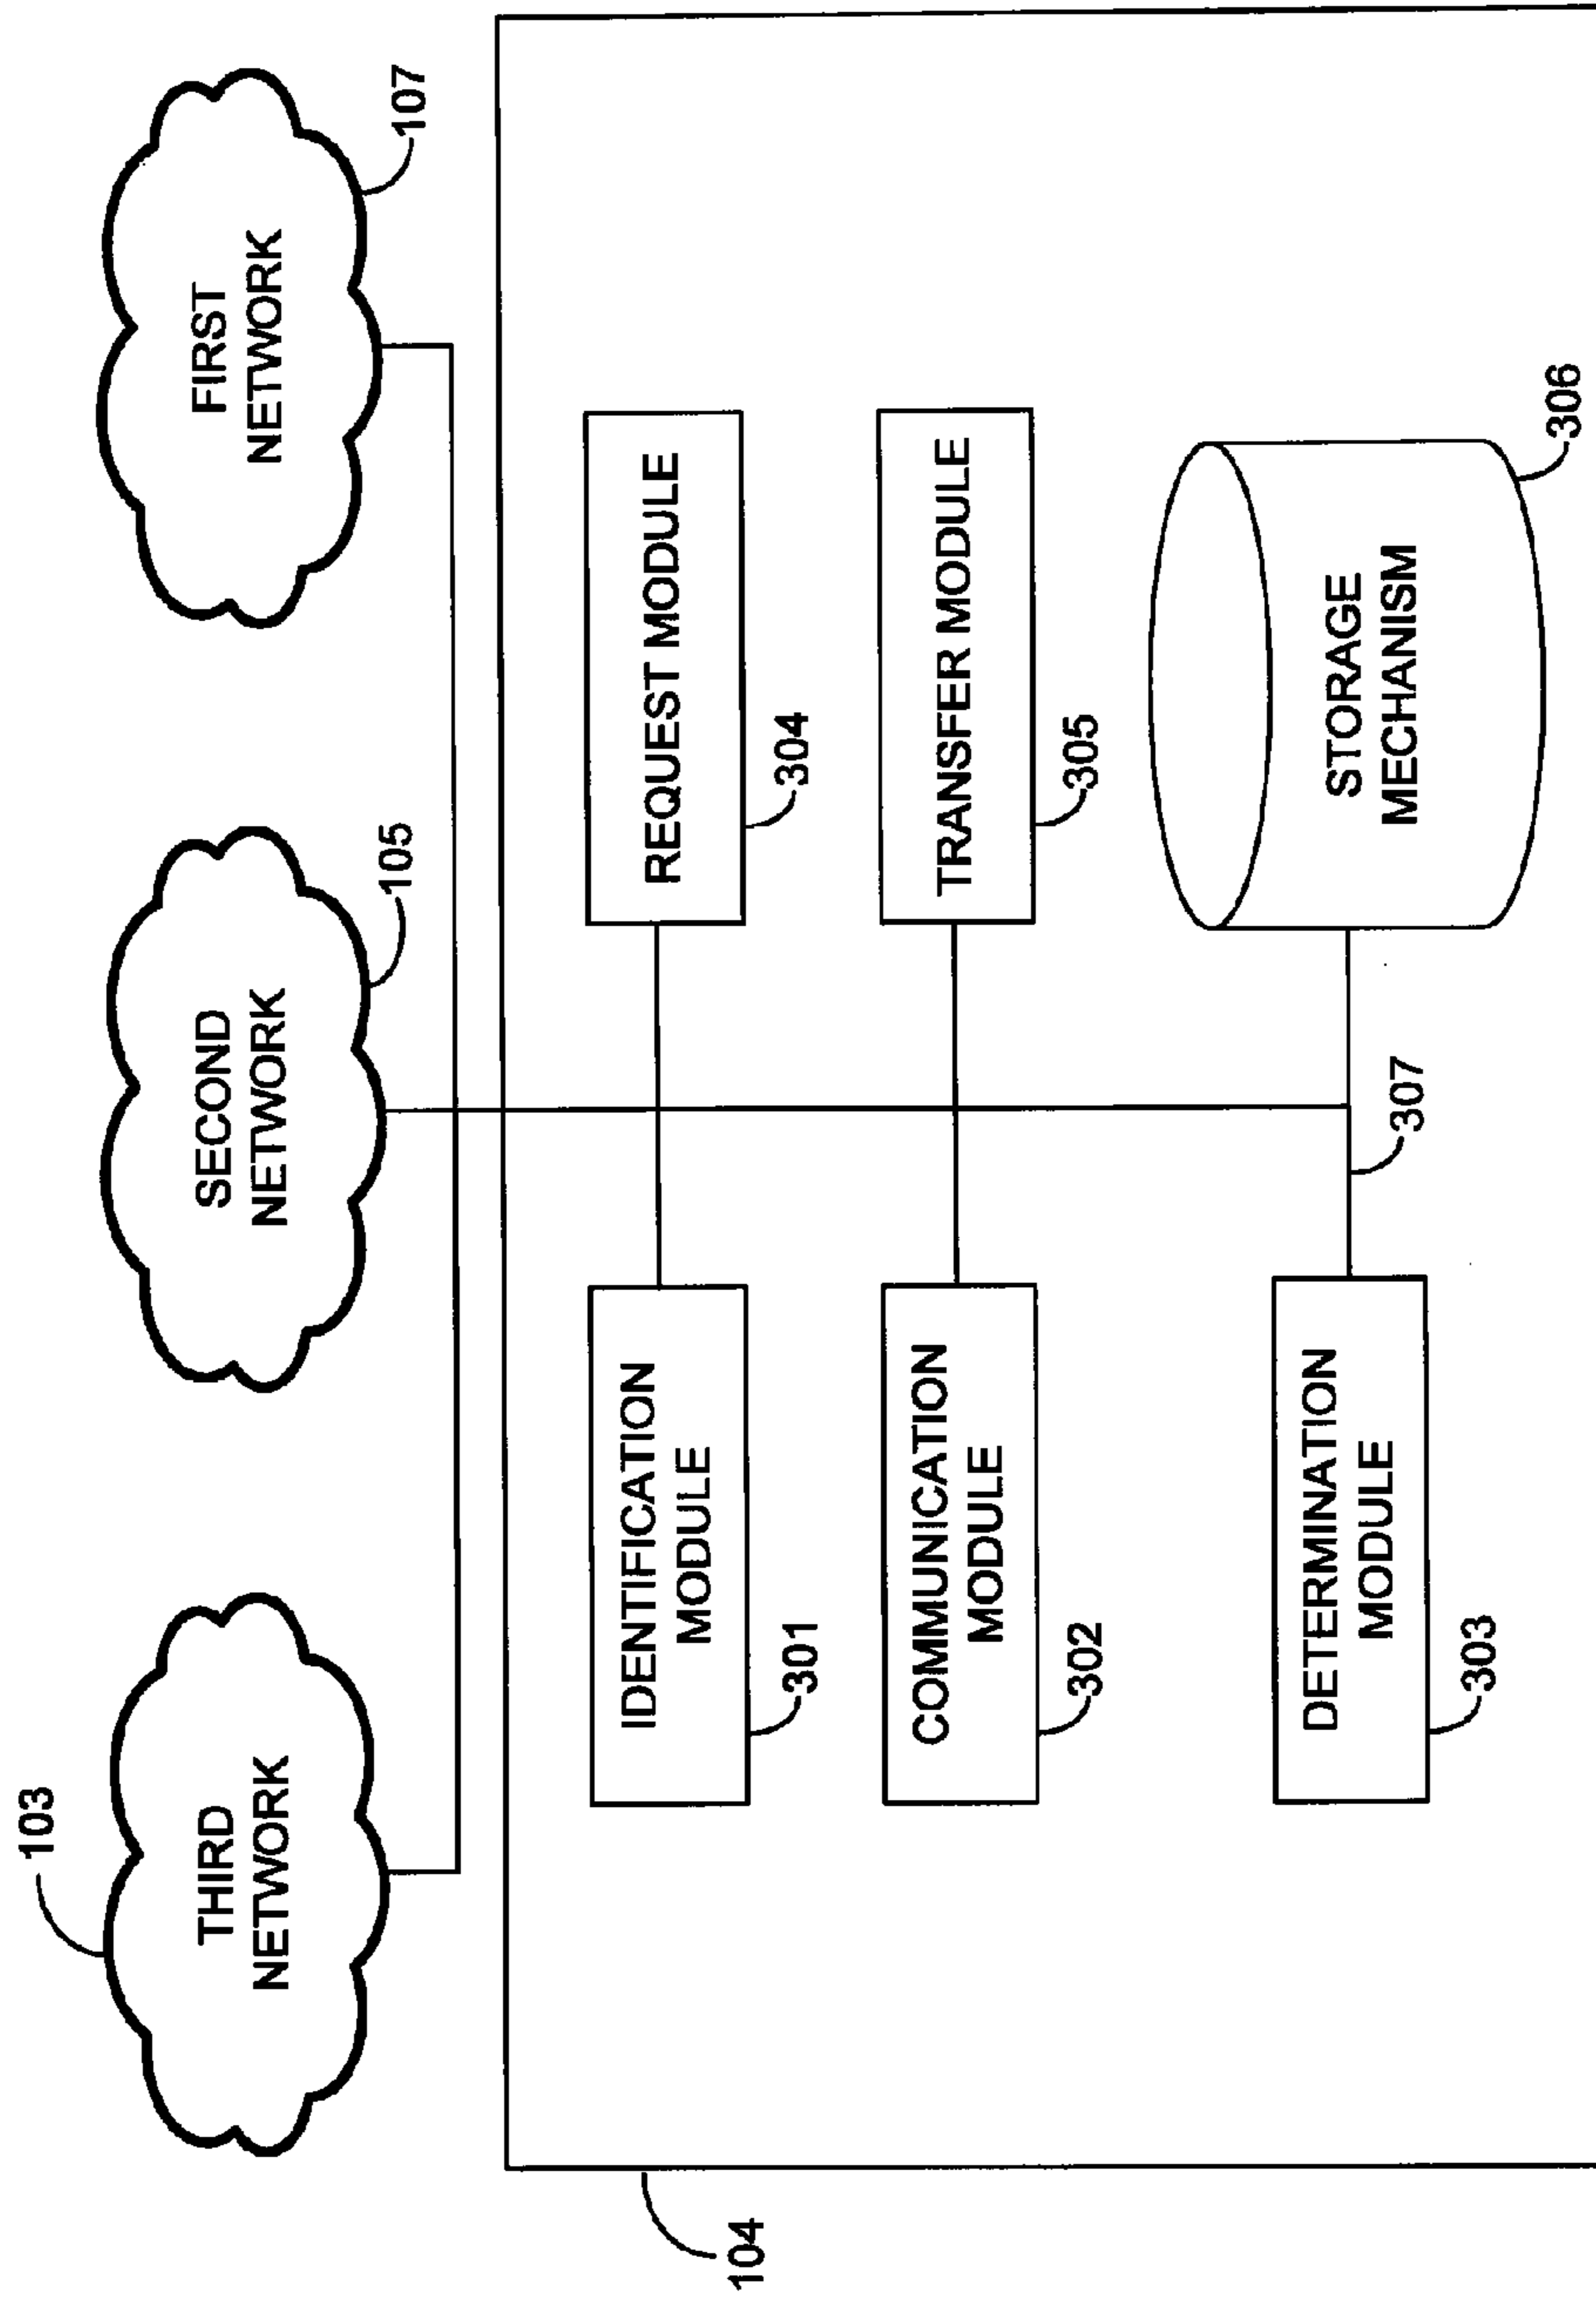 103
THIRD
NETWORK
SECOND
NETWORK
105
FIRST
NETWORK
107
104
IDENTIFICATION
MODULE
301
REQUEST MODULE
304
COMMUNICATION
MODULE
302
TRANSFER MODULE
305
DETERMINATION
MODULE
303
307
STORAGE
MECHANISM
306